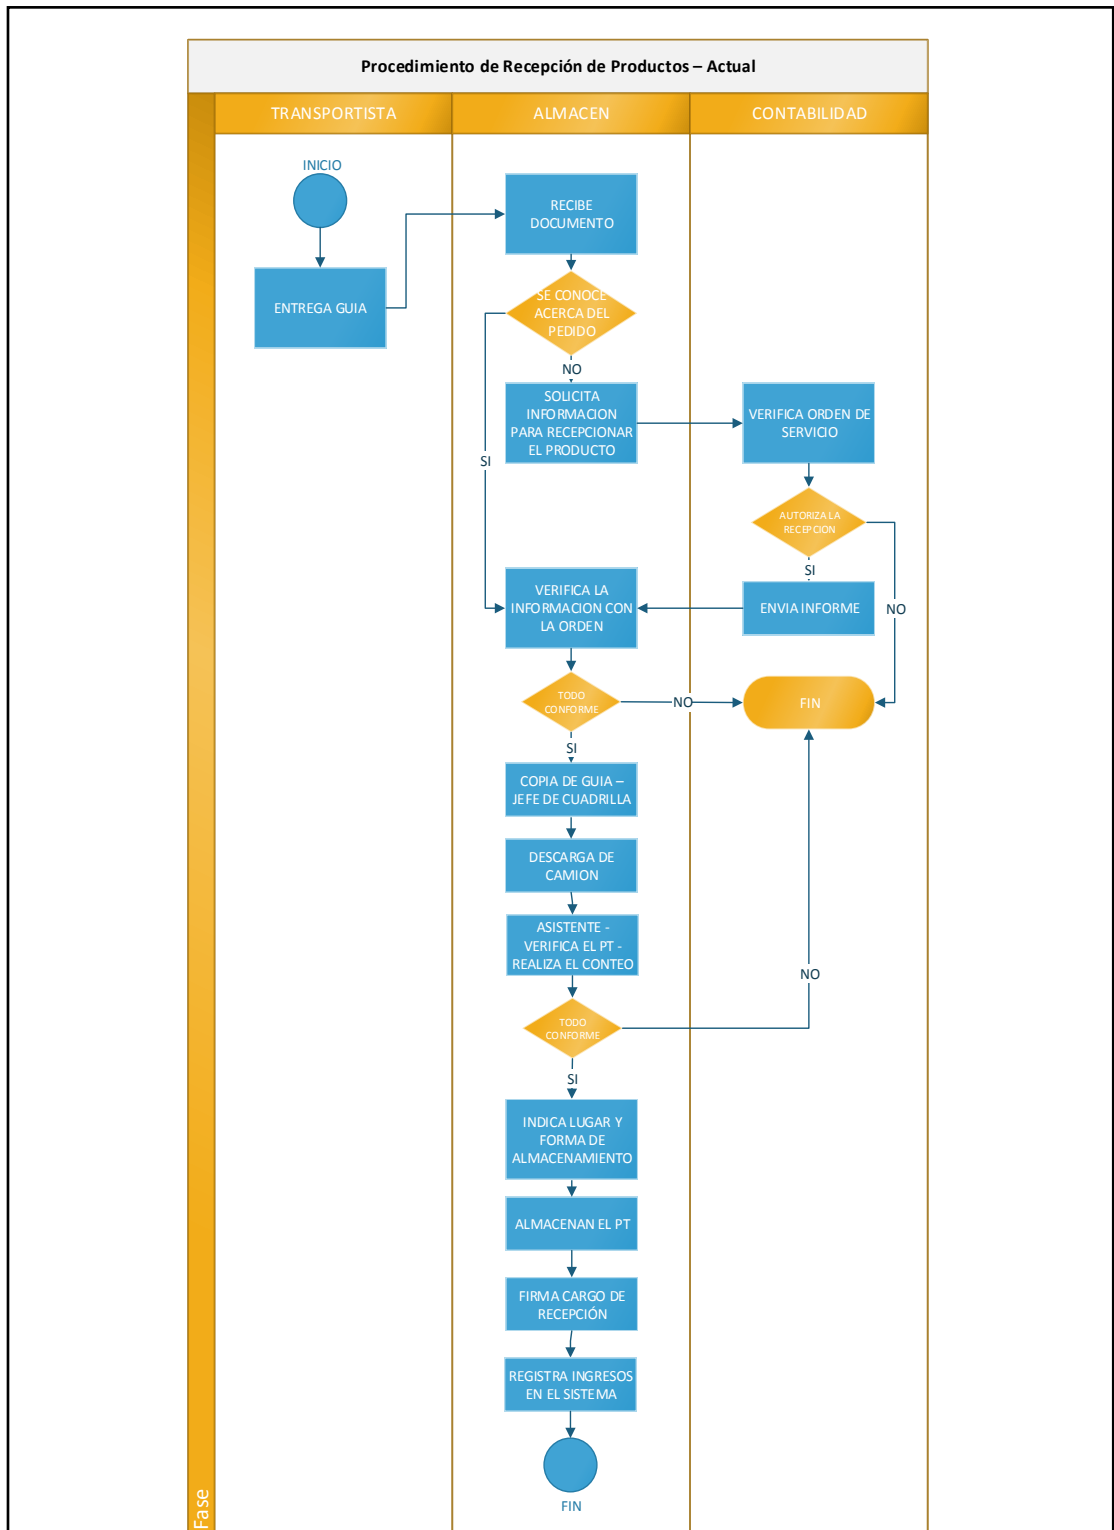 Procedimiento de Recepción de Productos – Actual
TRANSPORTISTA
ALMACEN
CONTABILIDAD
INICIO
RECIBE
DOCUMENTO
ENTREGA GUIA
SE CONOCE
ACERCA DEL
PEDIDO
NO
SOLICITA
INFORMACION
PARA RECEPCIONAR
EL PRODUCTO
VERIFICA ORDEN DE
SERVICIO
SI
AUTORIZA LA
RECEPCION
SI
VERIFICA LA
INFORMACION CON
LA ORDEN
ENVIA INFORME
NO
TODO
CONFORME
NO
FIN
SI
COPIA DE GUIA –
JEFE DE CUADRILLA
DESCARGA DE
CAMION
ASISTENTE -
VERIFICA EL PT -
REALIZA EL CONTEO
NO
TODO
CONFORME
SI
INDICA LUGAR Y
FORMA DE
ALMACENAMIENTO
ALMACENAN EL PT
FIRMA CARGO DE
RECEPCIÓN
REGISTRA INGRESOS
EN EL SISTEMA
FIN
Fase